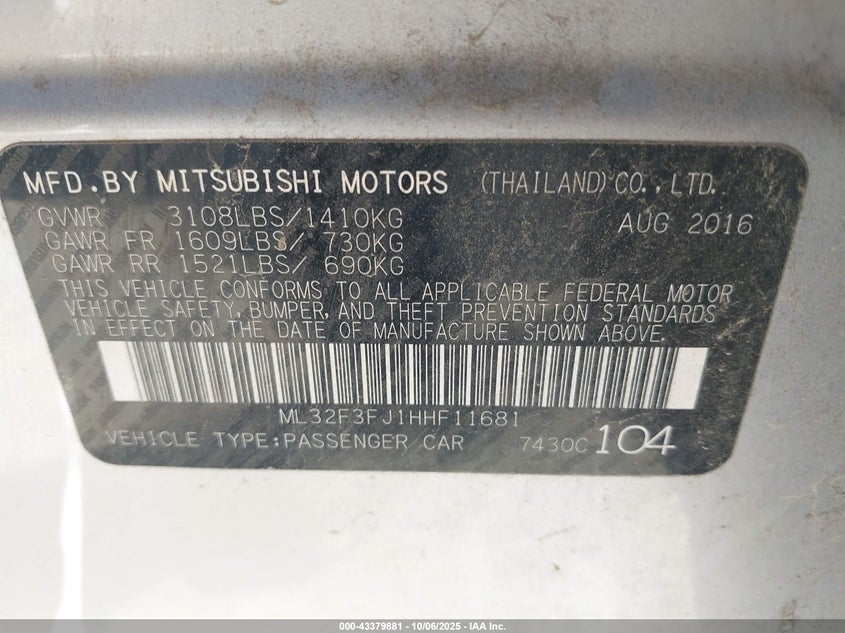 MFD.BY MITSUBISHI MOTORS (THAILAND)CO.,LTD.
GVWR 3108LBS/1410KG AUG 2016
GAWR FR 1609LBS/ 730KG
GAWR RR 1521LBS/ 690KG
THIS VEHICLE CONFORMS TO ALL APPLICABLE FEDERAL MOTOR
VEHICLE SAFETY, BUMPER, AND THEFT PREVENTION STANDARDS
IN EFFECT ON THE DATE OF MANUFACTURE SHOWN ABOVE.
ML32F3FJ1HHF11681
VEHICLE TYPE:PASSENGER CAR 7430C 104
000-43379881 - 10/06/2025 - IAA Inc.